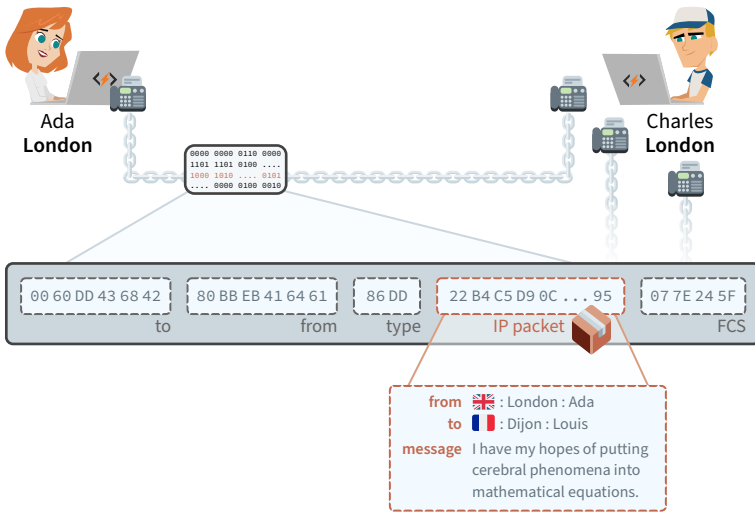 Ada
London
Charles
London
0000 0000 0110 0000
1101 1101 0100 ....
1000 1010 .... 0101
.... 0000 0100 0010
00 60 DD 43 68 42
to
80 BB EB 41 64 61
from
86 DD
type
22 B4 C5 D9 0C ... 95
IP packet
07 7E 24 5F
FCS
from : London : Ada
to : Dijon : Louis
message I have my hopes of putting
cerebral phenomena into
mathematical equations.